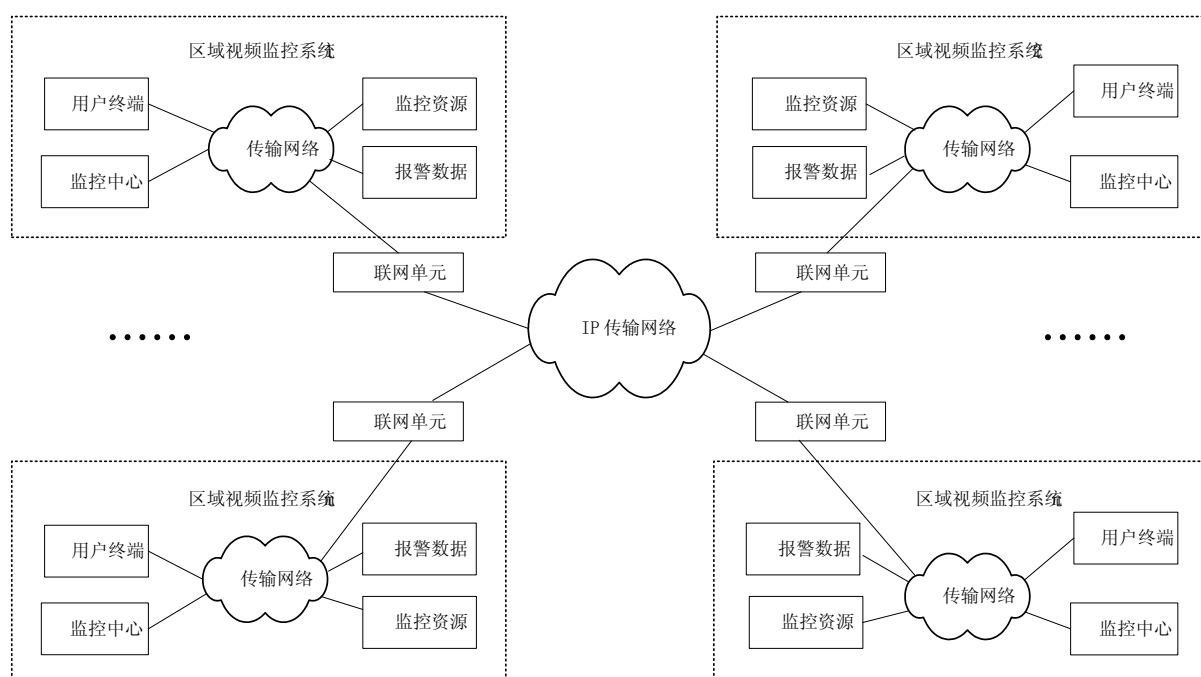 区域视频监控系统
用户终端
监控资源
传输网络
监控中心
报警数据
区域视频监控系统
监控资源
用户终端
传输网络
报警数据
监控中心
联网单元
联网单元
IP 传输网络
······
······
联网单元
联网单元
区域视频监控系统
用户终端
报警数据
传输网络
监控中心
监控资源
区域视频监控系统
报警数据
用户终端
传输网络
监控资源
监控中心